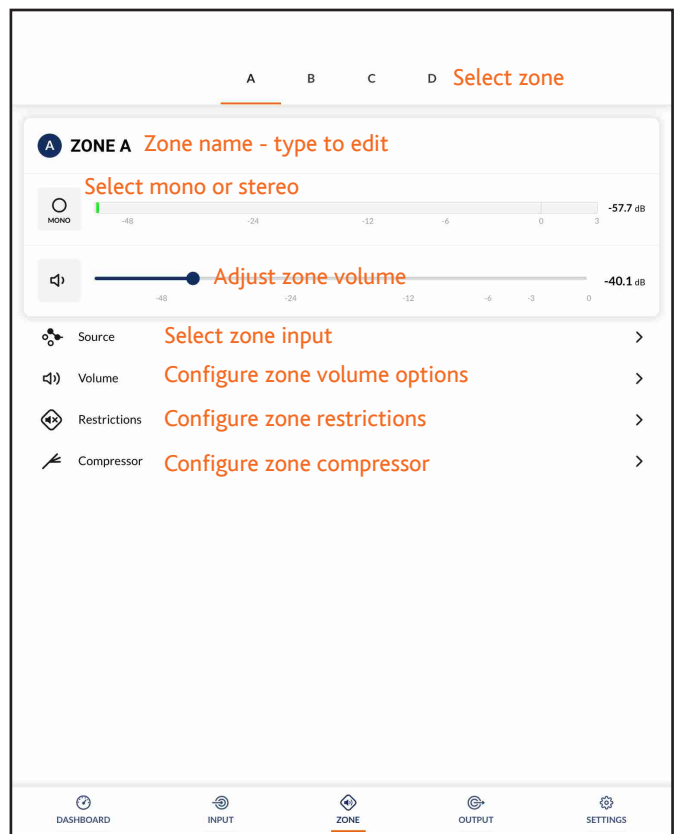 A B C D Select zone
A ZONE A Zone name - type to edit
Select mono or stereo
MONO -57.7 dB
-48 -24 -12 -6 0 3
Adjust zone volume
-40.1 dB
-48 -24 -12 -6 -3 0
Source Select zone input
Volume Configure zone volume options
Restrictions Configure zone restrictions
Compressor Configure zone compressor
DASHBOARD INPUT ZONE OUTPUT SETTINGS